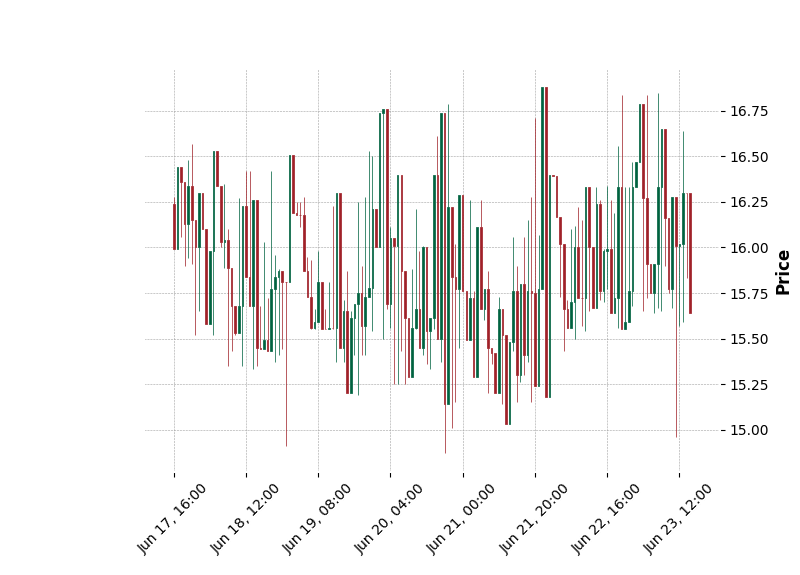 16.75
16.50
16.25
16.00
15.75
15.50
15.25
15.00
Price
Jun 17, 16:00
Jun 18, 12:00
Jun 19, 08:00
Jun 20, 04:00
Jun 21, 00:00
Jun 21, 20:00
Jun 22, 16:00
Jun 23, 12:00